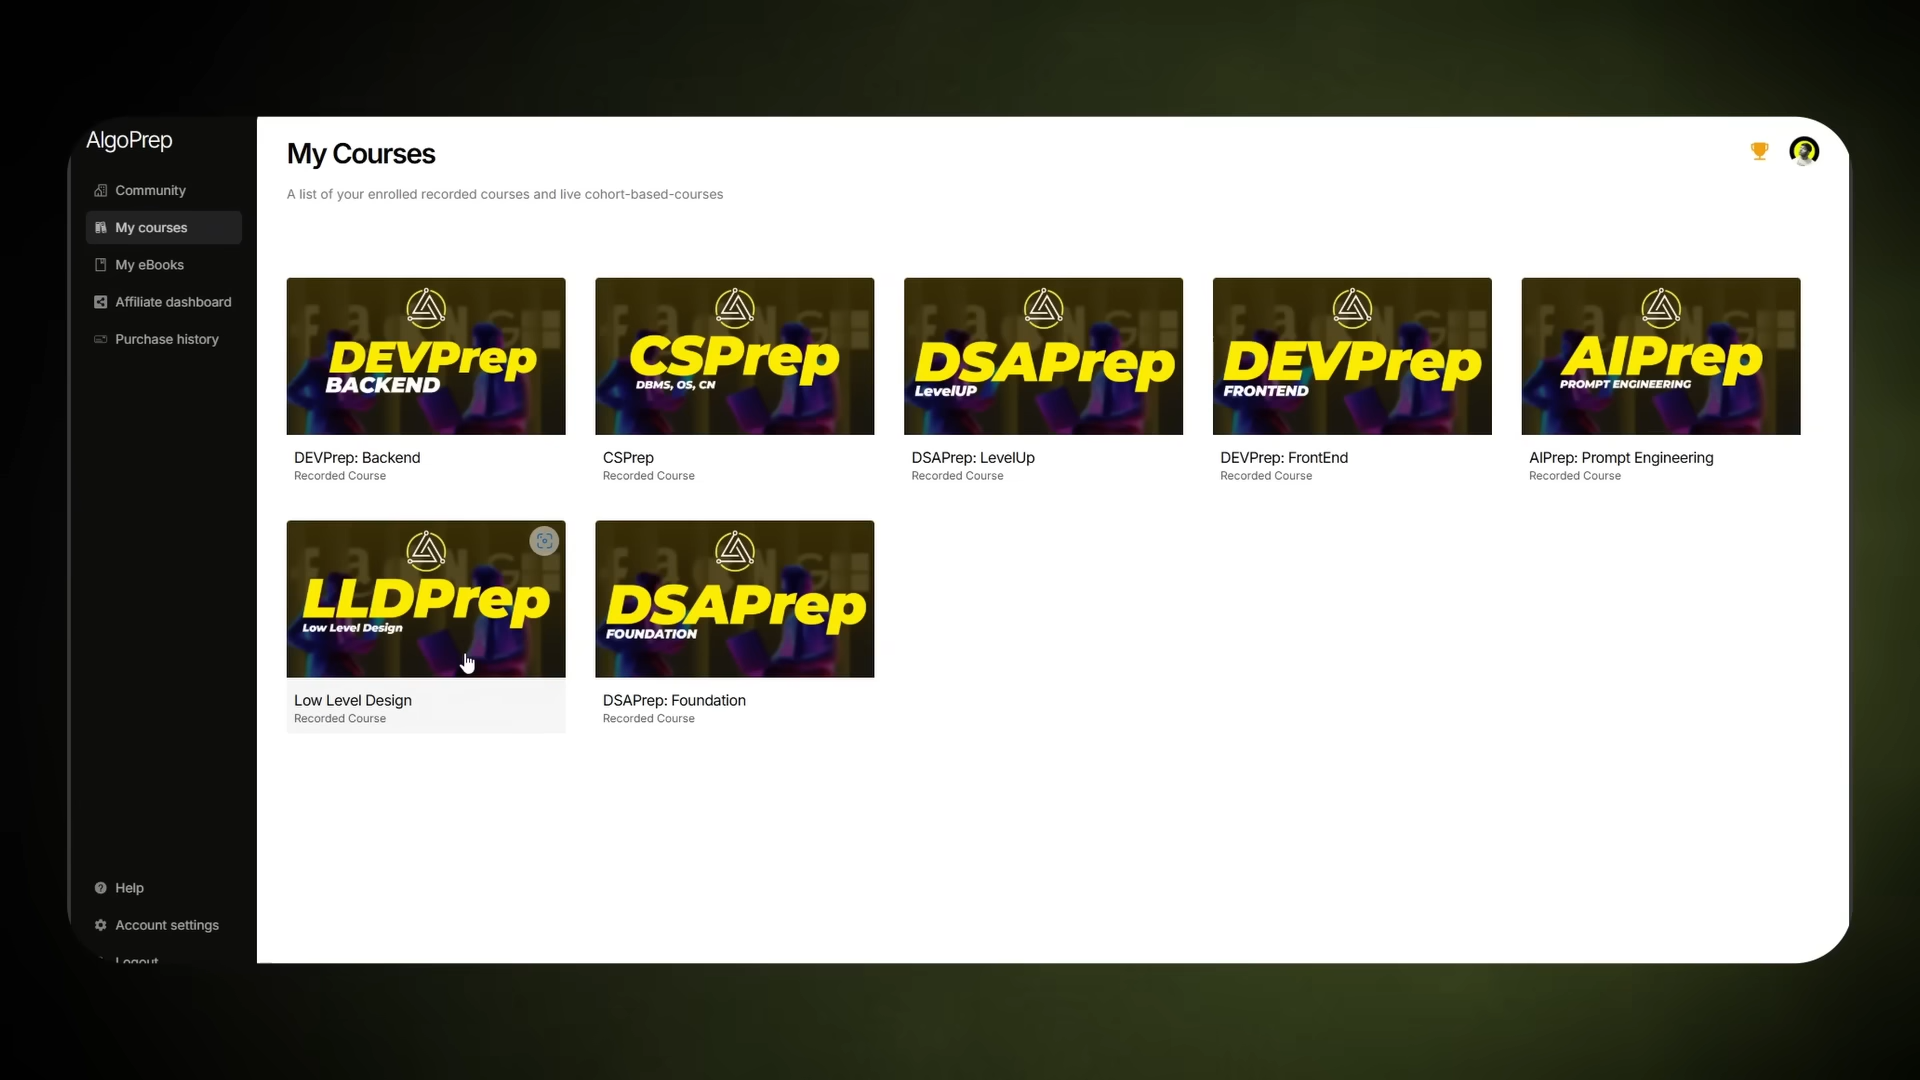 AlgoPrep
Community
My courses
My eBooks
Affiliate dashboard
Purchase history
Help
Account settings
Logout
My Courses
A list of your enrolled recorded courses and live cohort-based-courses
DEVPrep
BACKEND
DEVPrep: Backend
Recorded Course
CSPrep
DBMS, OS, CN
CSPrep
Recorded Course
DSAPrep
LevelUP
DSAPrep: LevelUp
Recorded Course
DEVPrep
FRONTEND
DEVPrep: FrontEnd
Recorded Course
AIPrep
PROMPT ENGINEERING
AIPrep: Prompt Engineering
Recorded Course
LLDPrep
Low Level Design
Low Level Design
Recorded Course
DSAPrep
FOUNDATION
DSAPrep: Foundation
Recorded Course